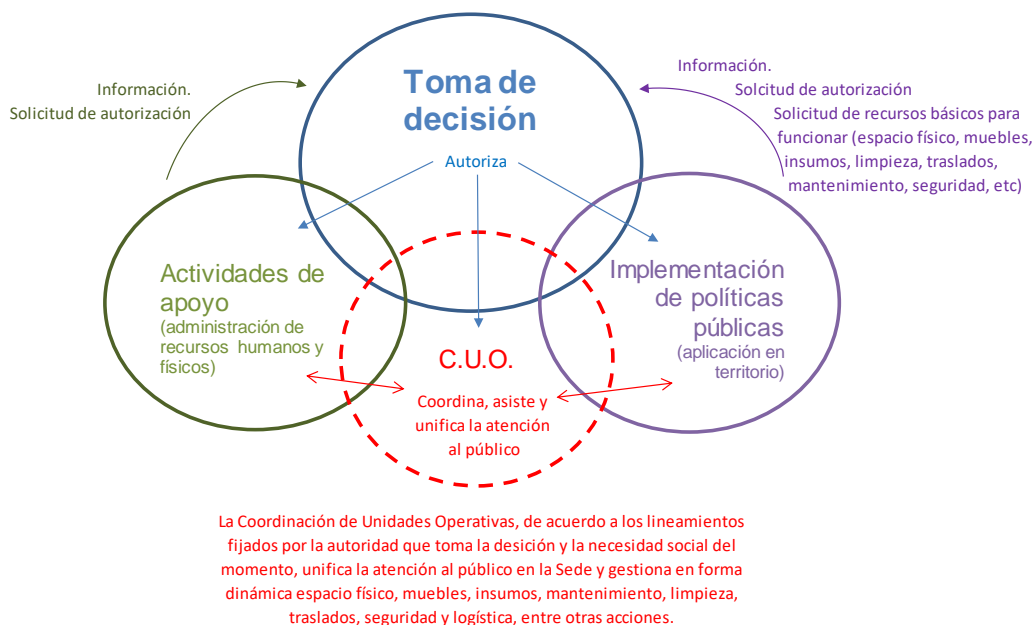 Información.
Solicitud de autorización
Toma de
decisión
Autoriza
Información.
Solcitud de autorización
Solicitud de recursos básicos para
funcionar (espacio físico, muebles,
insumos, limpieza, traslados,
mantenimiento, seguridad, etc)
Actividades de
apoyo
(administración de
recursos humanos y
físicos)
Implementación
de políticas
públicas
(aplicación en
territorio)
C.U.O.
Coordina, asiste y
unifica la atención
al público
La Coordinación de Unidades Operativas, de acuerdo a los lineamientos
fijados por la autoridad que toma la desición y la necesidad social del
momento, unifica la atención al público en la Sede y gestiona en forma
dinámica espacio físico, muebles, insumos, mantenimiento, limpieza,
traslados, seguridad y logística, entre otras acciones.